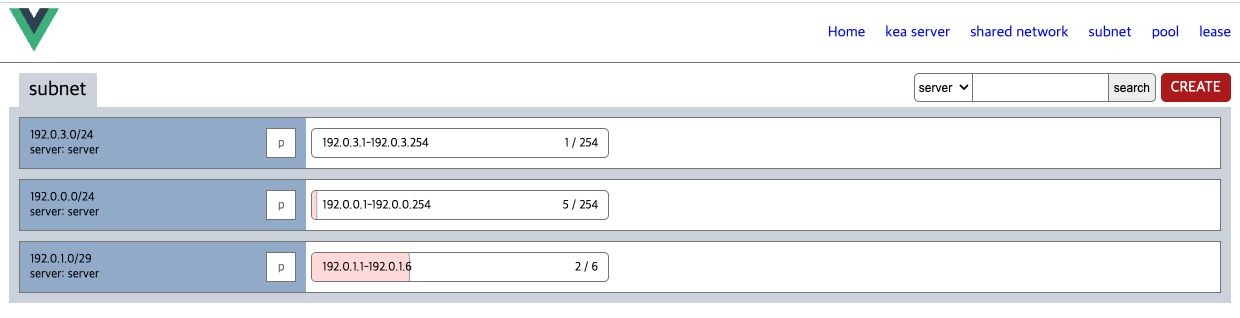 Home kea server shared network subnet pool lease
subnet server search CREATE
192.0.3.0/24
server: server
p
192.0.3.1-192.0.3.254 1 / 254
192.0.0.0/24
server: server
p
192.0.0.1-192.0.0.254 5 / 254
192.0.1.0/29
server: server
p
192.0.1.1-192.0.1.6 2 / 6